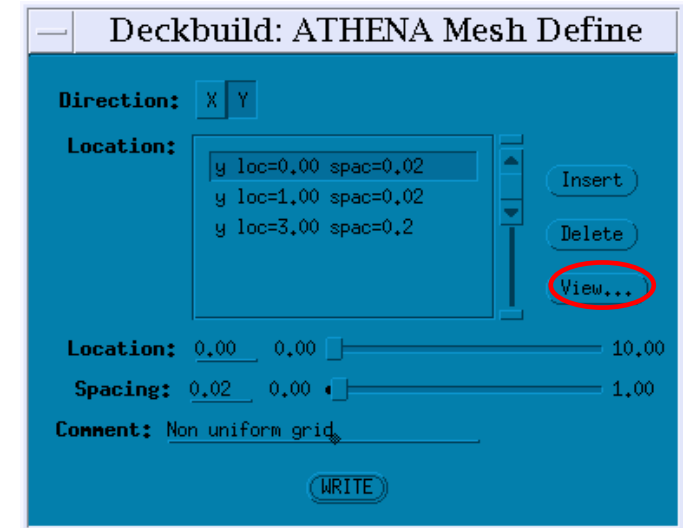 Deckbuild: ATHENA Mesh Define
Direction: X Y
Location:
y loc=0.00 spac=0.02
y loc=1.00 spac=0.02
y loc=3.00 spac=0.2
Insert
Delete
View...
Location: 0.00 0.00 10.00
Spacing: 0.02 0.00 1.00
Comment: Non uniform grid
WRITE